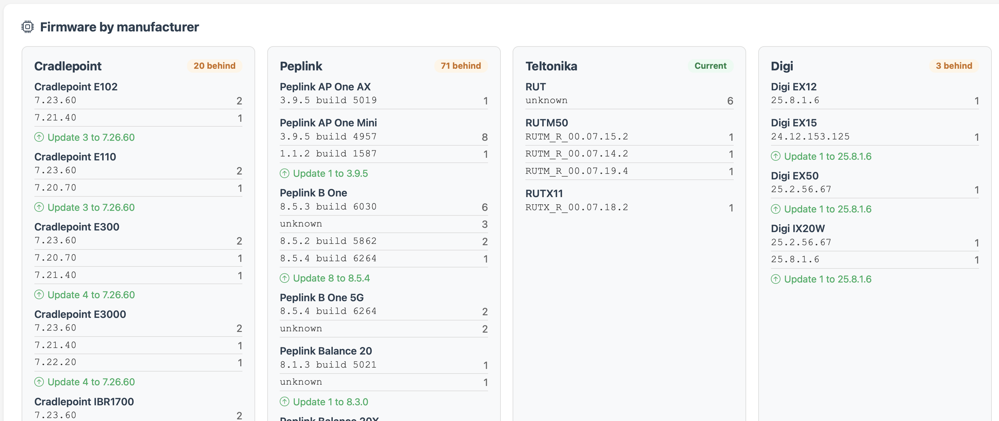 Firmware by manufacturer
Cradlepoint 20 behind
Cradlepoint E102
7.23.60 2
7.21.40 1
Update 3 to 7.26.60
Cradlepoint E110
7.23.60 2
7.20.70 1
Update 3 to 7.26.60
Cradlepoint E300
7.23.60 2
7.20.70 1
7.21.40 1
Update 4 to 7.26.60
Cradlepoint E3000
7.23.60 2
7.21.40 1
7.22.20 1
Update 4 to 7.26.60
Cradlepoint IBR1700
7.23.60 2
Peplink 71 behind
Peplink AP One AX
3.9.5 build 5019 1
Peplink AP One Mini
3.9.5 build 4957 8
1.1.2 build 1587 1
Update 1 to 3.9.5
Peplink B One
8.5.3 build 6030 6
unknown 3
8.5.2 build 5862 2
8.5.4 build 6264 1
Update 8 to 8.5.4
Peplink B One 5G
8.5.4 build 6264 2
unknown 2
Peplink Balance 20
8.1.3 build 5021 1
unknown 1
Update 1 to 8.3.0
Peplink Balance 20X
Teltonika Current
RUT
unknown 6
RUTM50
RUTM_R_00.07.15.2 1
RUTM_R_00.07.14.2 1
RUTM_R_00.07.19.4 1
RUTX11
RUTX_R_00.07.18.2 1
Digi 3 behind
Digi EX12
25.8.1.6 1
Digi EX15
24.12.153.125 1
Update 1 to 25.8.1.6
Digi EX50
25.2.56.67 1
Update 1 to 25.8.1.6
Digi IX20W
25.2.56.67 1
25.8.1.6 1
Update 1 to 25.8.1.6